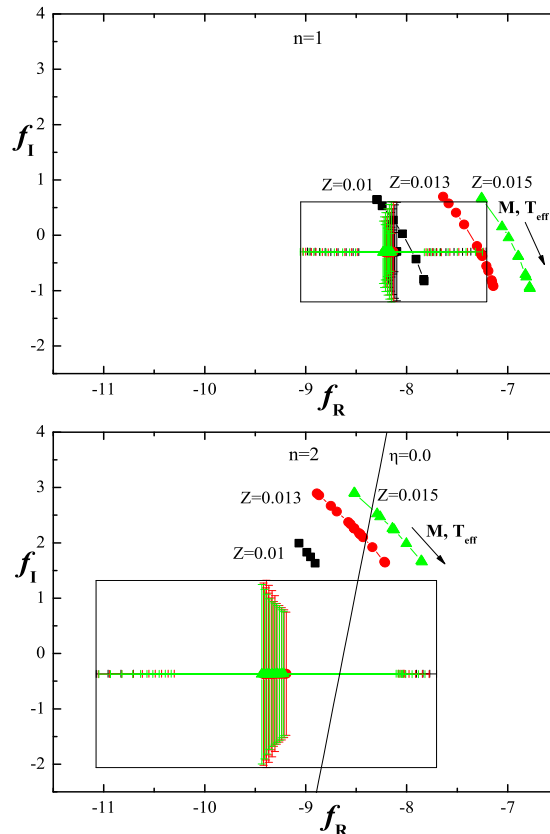 4
n=1
3
2
f_I
1
Z=0.01 Z=0.013 Z=0.015
M, T_eff
0
-1
-2
-11 -10 -9 -8 -7
f_R
4
n=2 η=0.0
3
Z=0.013 Z=0.015
2
M, T_eff
Z=0.01
f_I
1
0
-1
-2
-11 -10 -9 -8 -7
f_R